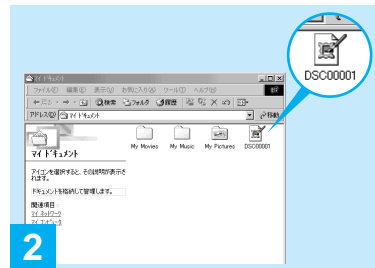 DSC00001
マイ ドキュメント
ファイル(F) 編集(E) 表示(V) お気に入り(A) ツール(T) ヘルプ(H)
戻る 検索 フォルダ 履歴
アドレス(D) マイ ドキュメント 移動
マイ ドキュメント
My Movies My Music My Pictures DSC00001
アイコンを選択すると、その説明が表示さ
れます。
ドキュメントを格納して管理します。
関連項目:
マイ ネットワーク
マイ コンピュータ
2